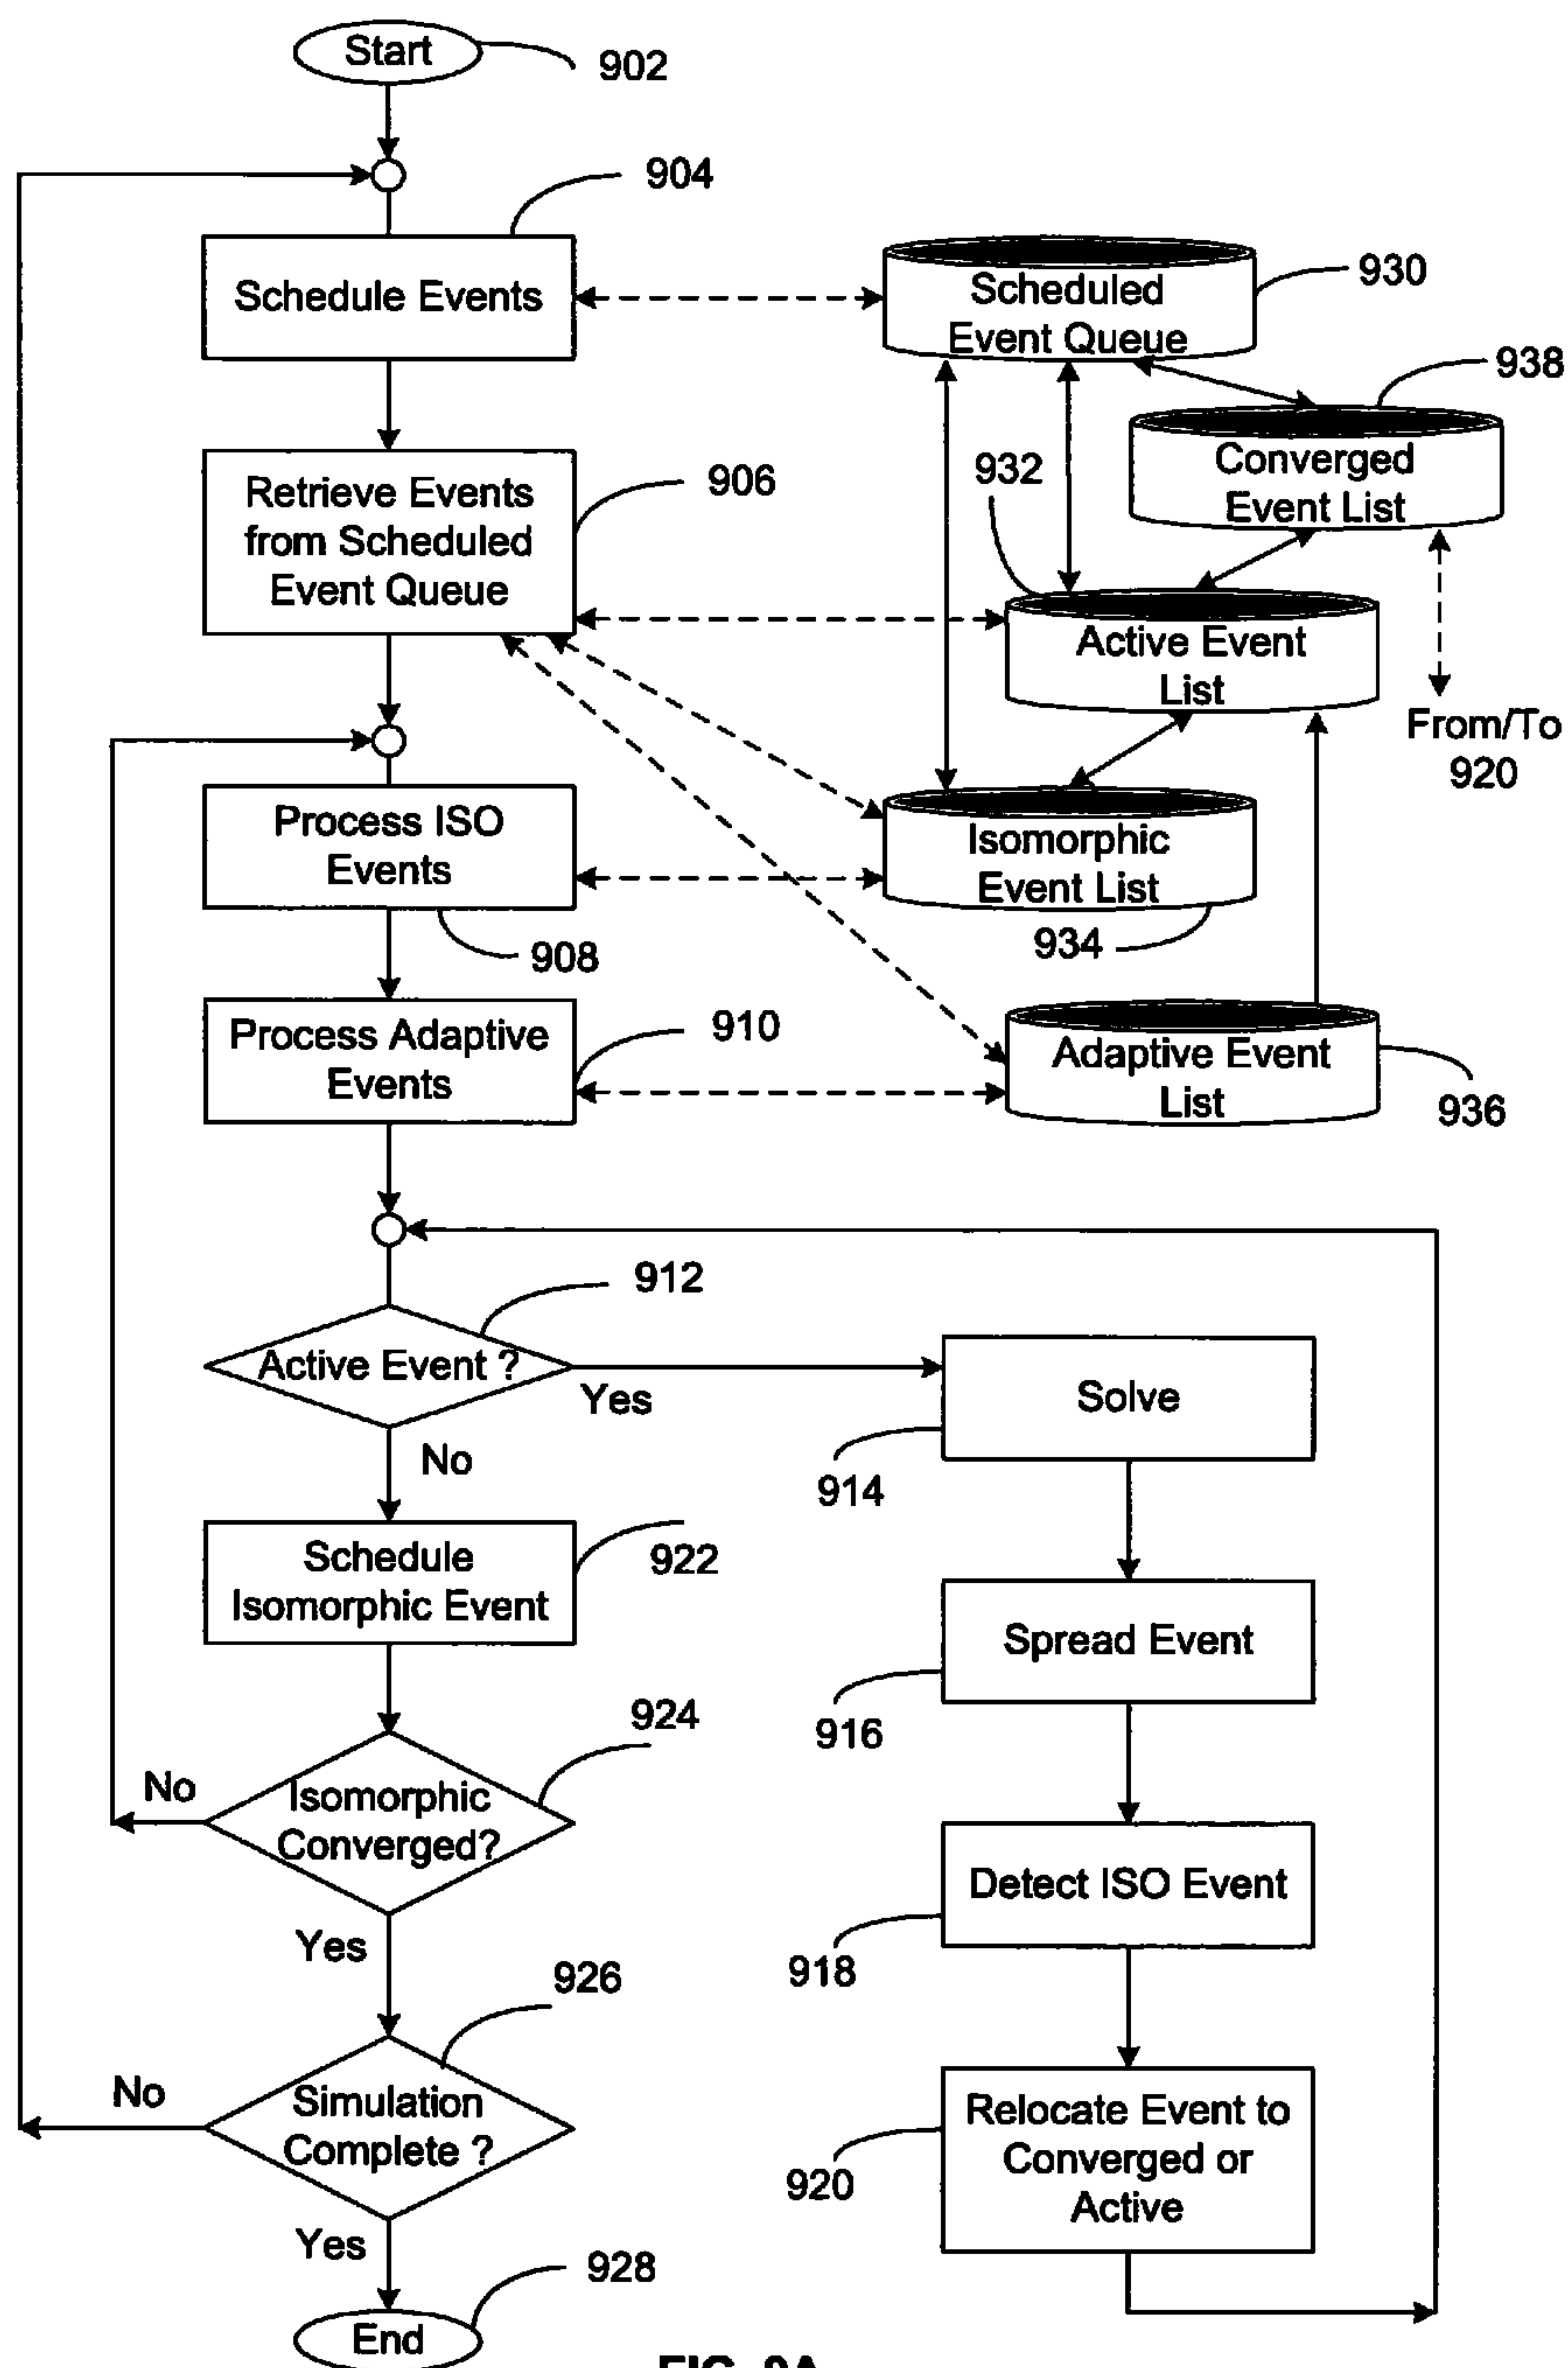 Start
902
904
Schedule Events
Scheduled
Event Queue
930
938
Retrieve Events
from Scheduled
Event Queue
906
932
Converged
Event List
Active Event
List
From/To
920
Process ISO
Events
908
Isomorphic
Event List
934
Process Adaptive
Events
910
Adaptive Event
List
936
912
Active Event ?
Yes
No
Solve
914
Schedule
Isomorphic Event
922
Spread Event
916
924
Isomorphic
Converged?
No
Yes
Detect ISO Event
918
926
Simulation
Complete ?
No
Yes
Relocate Event to
Converged or
Active
920
928
End
FIG. 9A